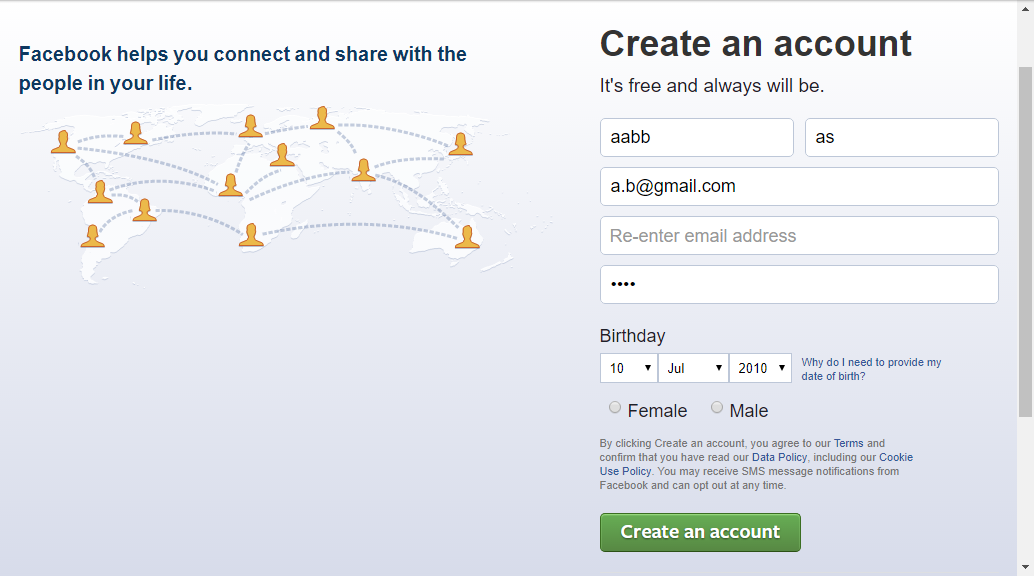 Facebook helps you connect and share with the
people in your life.
Create an account
It's free and always will be.
aabb as
a.b@gmail.com
Re-enter email address
••••
Birthday
10 Jul 2010 Why do I need to provide my
date of birth?
Female Male
By clicking Create an account, you agree to our Terms and
confirm that you have read our Data Policy, including our Cookie
Use Policy. You may receive SMS message notifications from
Facebook and can opt out at any time.
Create an account